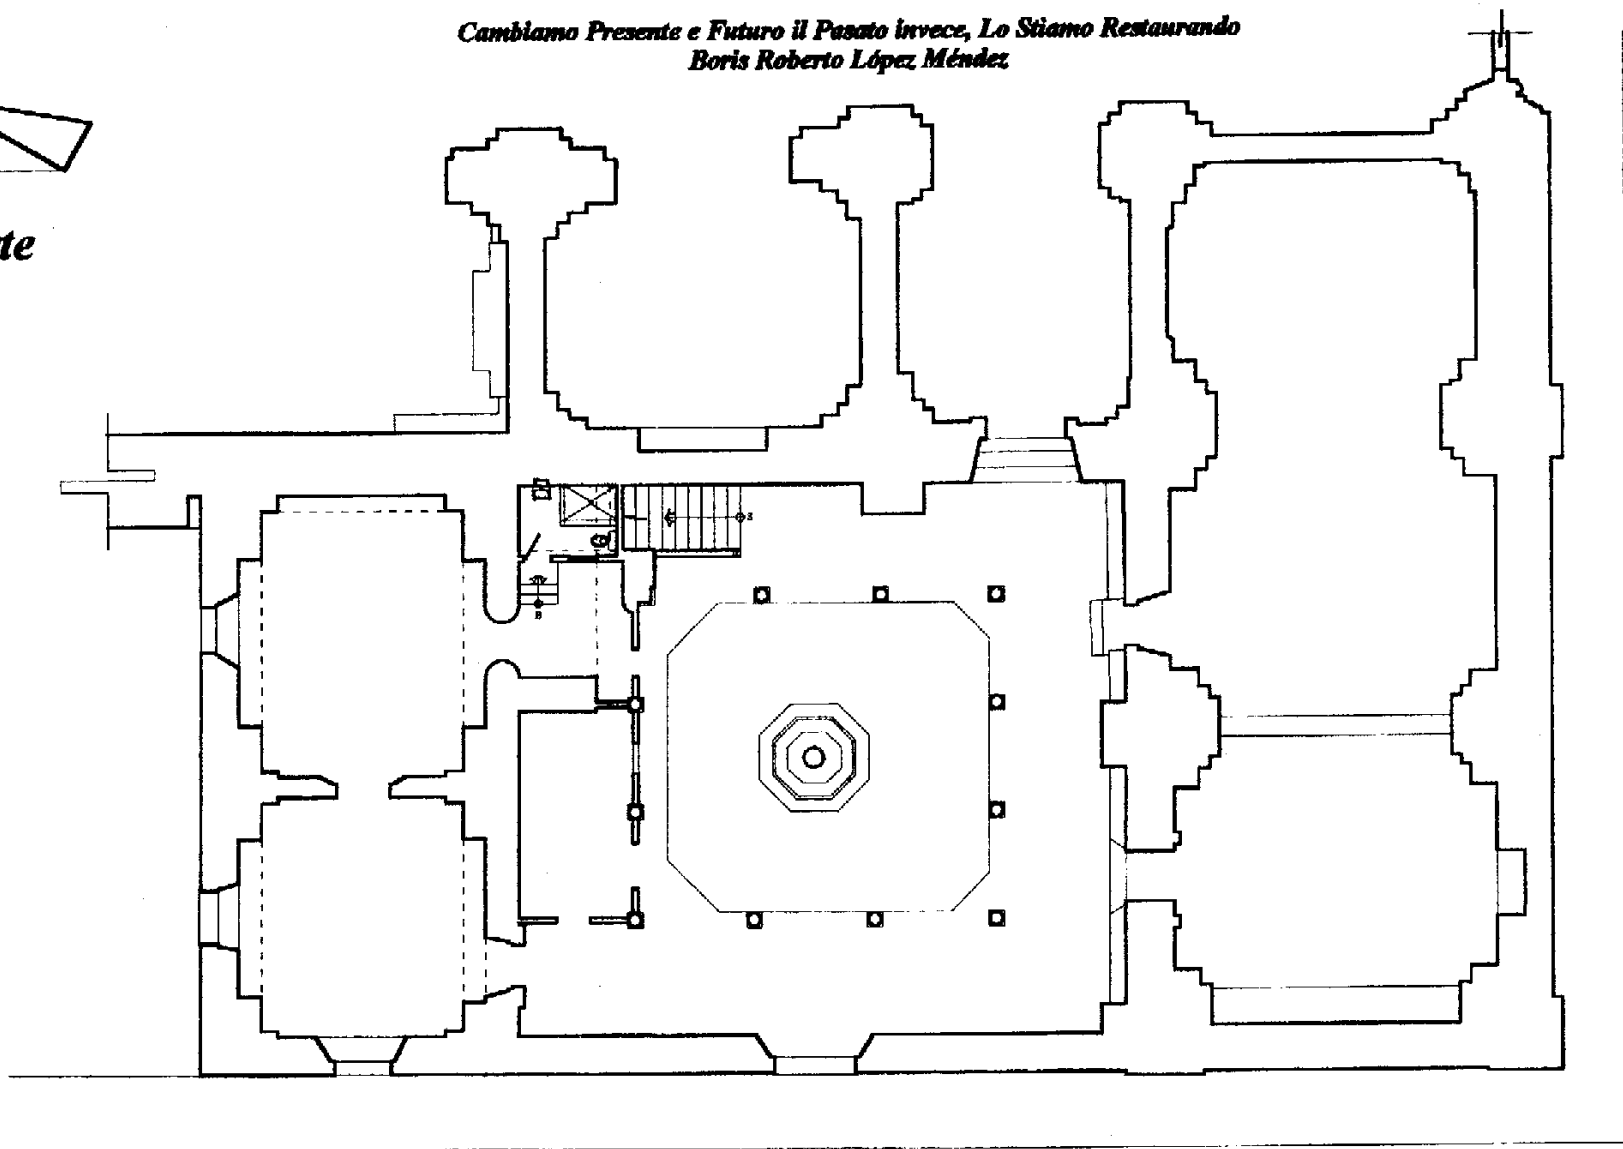 Cambiamo Presente e Futuro il Pasato invece, Lo Stiamo Restaurando
Boris Roberto López Méndez
te
S
B